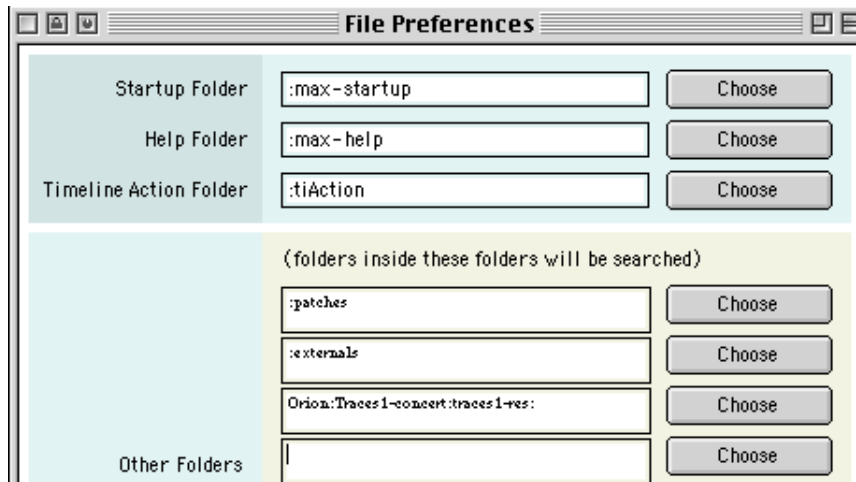 File Preferences
Startup Folder :max-startup Choose
Help Folder :max-help Choose
Timeline Action Folder :tiAction Choose
(folders inside these folders will be searched)
:patches Choose
:externals Choose
Orion:Traces1-concert:traces1-res: Choose
Other Folders Choose